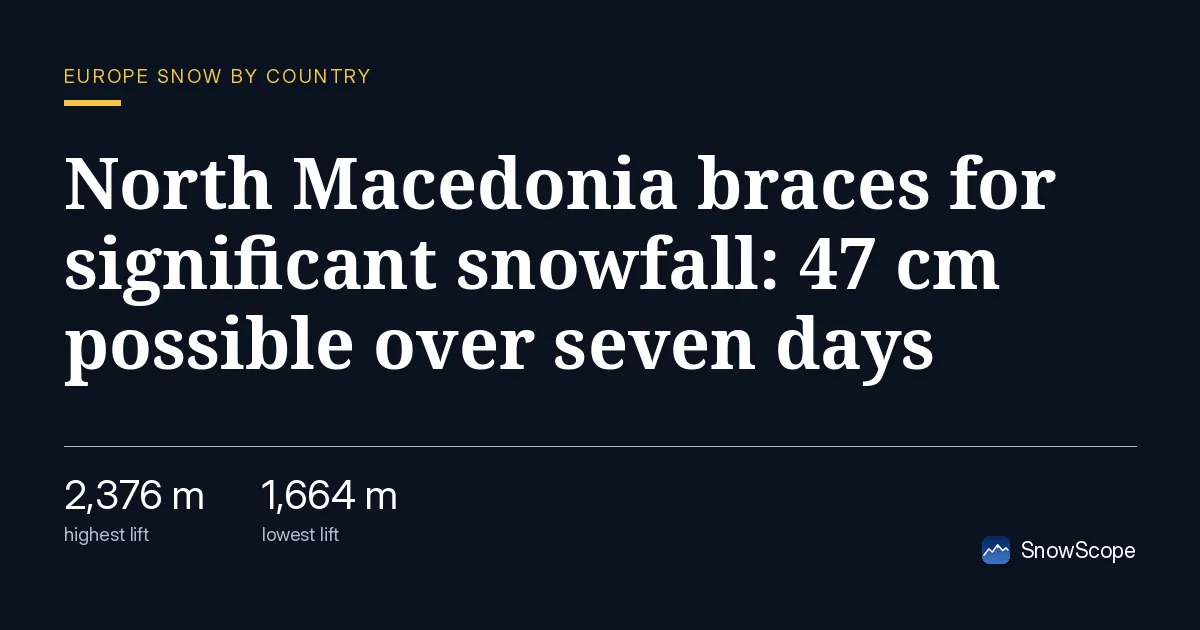 EUROPE SNOW BY COUNTRY
North Macedonia braces for
significant snowfall: 47 cm
possible over seven days
2,376 m
highest lift
1,664 m
lowest lift
SnowScope